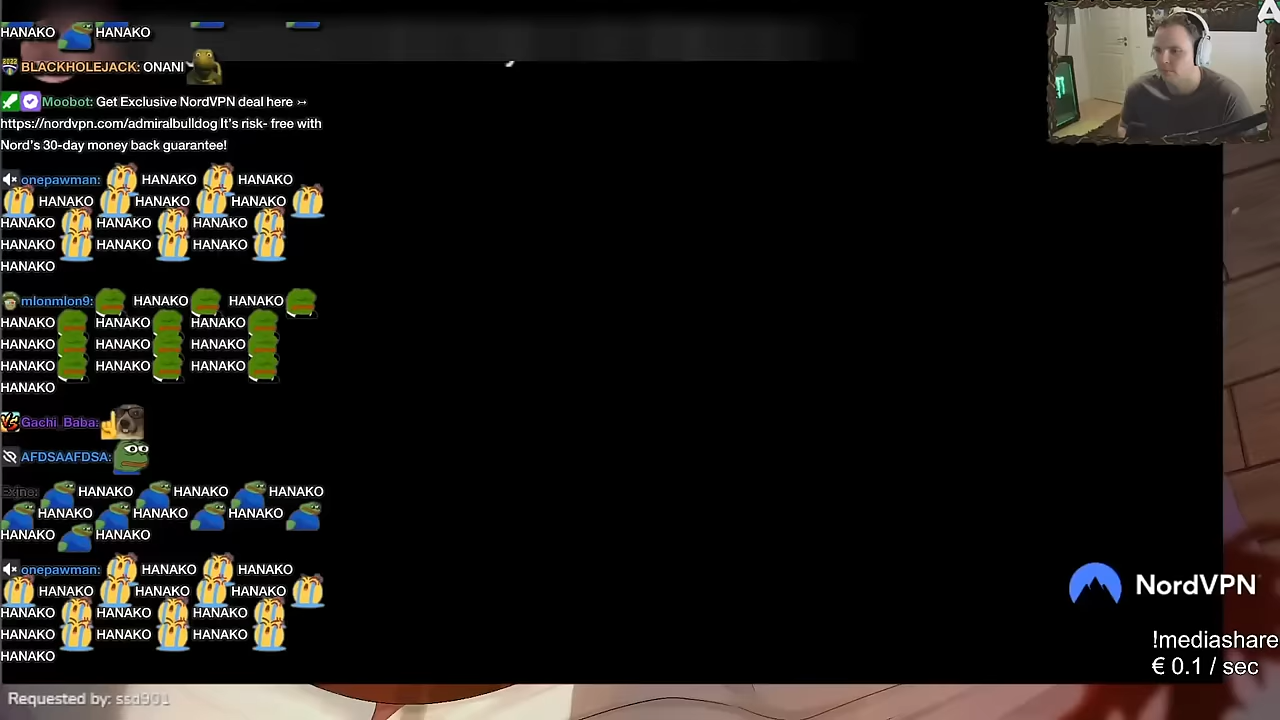 HANAKO HANAKO
BLACKHOLEJACK: ONANI
Moobot: Get Exclusive NordVPN deal here ↣
https://nordvpn.com/admiralbulldog It's risk- free with
Nord's 30-day money back guarantee!
onepawman: HANAKO HANAKO
HANAKO HANAKO HANAKO
HANAKO HANAKO HANAKO
HANAKO HANAKO HANAKO
HANAKO
mlonmlon9: HANAKO HANAKO
HANAKO HANAKO HANAKO
HANAKO HANAKO HANAKO
HANAKO HANAKO HANAKO
HANAKO
Gachi_Baba:
AFDSAAFDSA:
Exjno: HANAKO HANAKO HANAKO
HANAKO HANAKO HANAKO
HANAKO HANAKO
onepawman: HANAKO HANAKO
HANAKO HANAKO HANAKO
HANAKO HANAKO HANAKO
HANAKO HANAKO HANAKO
HANAKO
NordVPN
!mediashare
€ 0.1 / sec
Requested by: ssd901
A